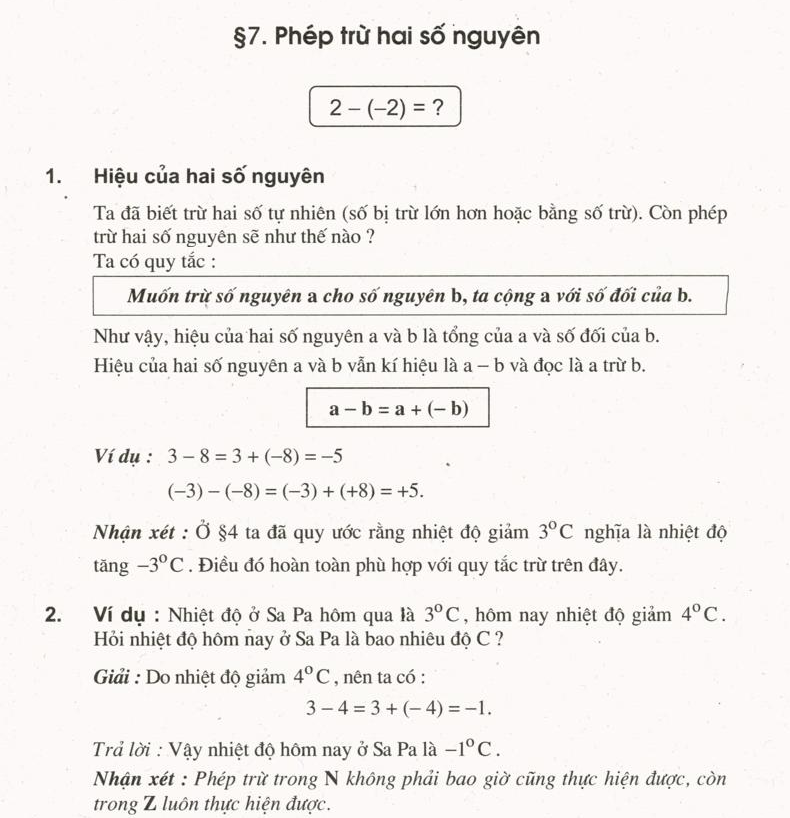 §7. Phép trừ hai số nguyên
2 − (−2) = ?
1. Hiệu của hai số nguyên
Ta đã biết trừ hai số tự nhiên (số bị trừ lớn hơn hoặc bằng số trừ). Còn phép
trừ hai số nguyên sẽ như thế nào ?
Ta có quy tắc :
Muốn trừ số nguyên a cho số nguyên b, ta cộng a với số đối của b.
Như vậy, hiệu của hai số nguyên a và b là tổng của a và số đối của b.
Hiệu của hai số nguyên a và b vẫn kí hiệu là a − b và đọc là a trừ b.
a − b = a + (− b)
Ví dụ : 3 − 8 = 3 + (−8) = −5
(−3) − (−8) = (−3) + (+8) = +5.
Nhận xét : Ở §4 ta đã quy ước rằng nhiệt độ giảm 3°C nghĩa là nhiệt độ
tăng −3°C . Điều đó hoàn toàn phù hợp với quy tắc trừ trên đây.
2. Ví dụ : Nhiệt độ ở Sa Pa hôm qua là 3°C , hôm nay nhiệt độ giảm 4°C .
Hỏi nhiệt độ hôm nay ở Sa Pa là bao nhiêu độ C ?
Giải : Do nhiệt độ giảm 4°C , nên ta có :
3 − 4 = 3 + (− 4) = −1.
Trả lời : Vậy nhiệt độ hôm nay ở Sa Pa là −1°C .
Nhận xét : Phép trừ trong N không phải bao giờ cũng thực hiện được, còn
trong Z luôn thực hiện được.